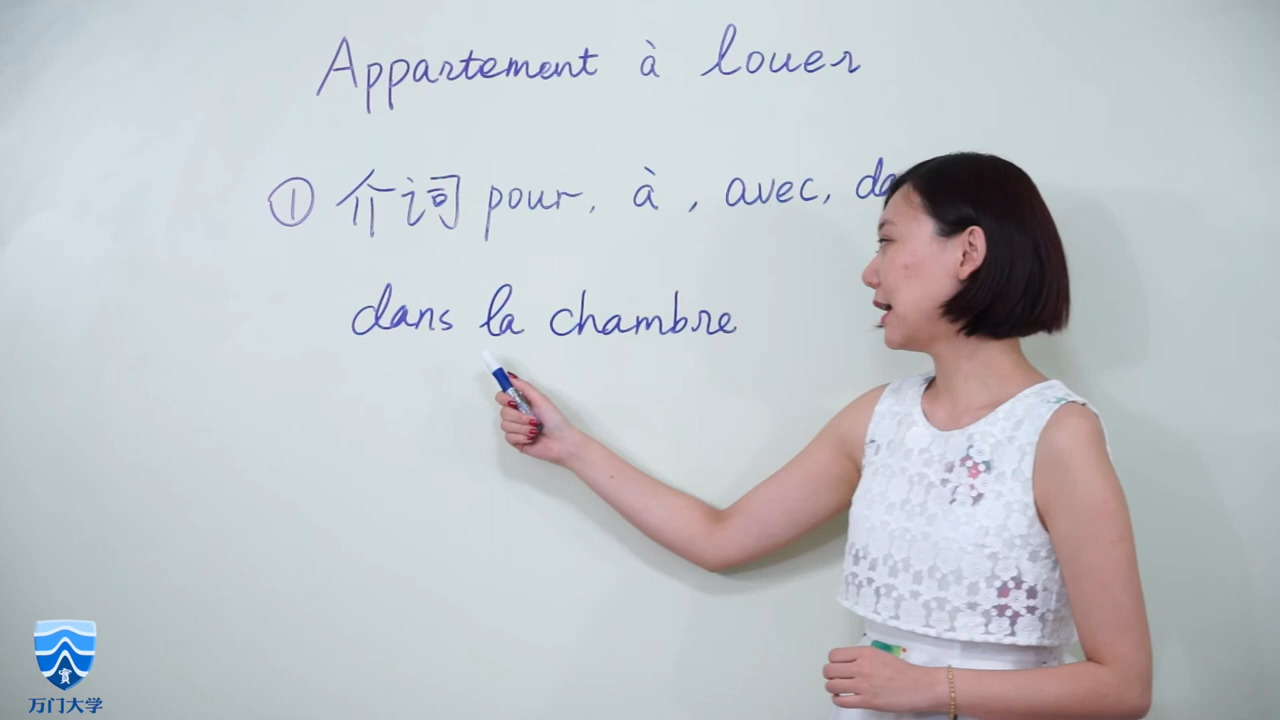 Appartement à louer
① 介词 pour, à, avec,
dans la chambre
万门大学